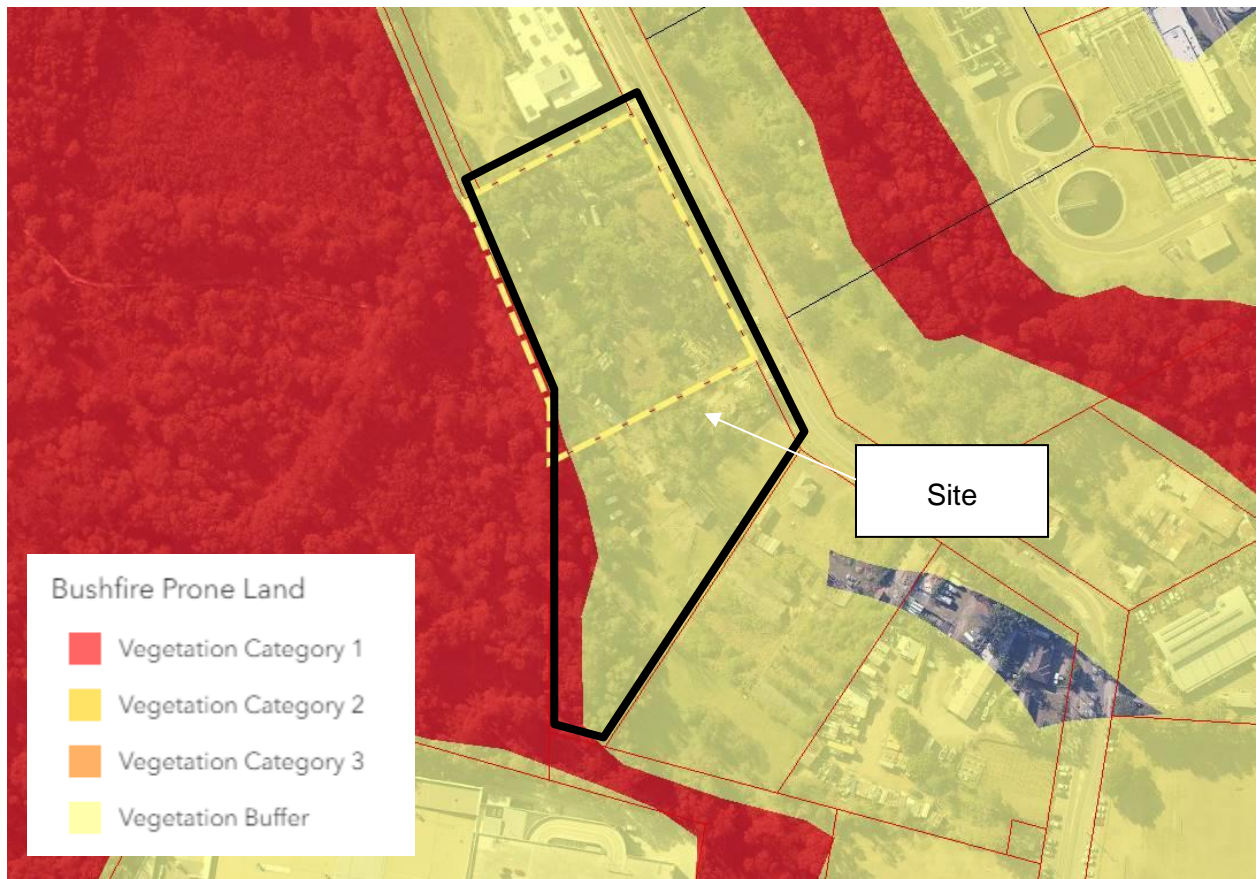 Site
Bushfire Prone Land
Vegetation Category 1
Vegetation Category 2
Vegetation Category 3
Vegetation Buffer